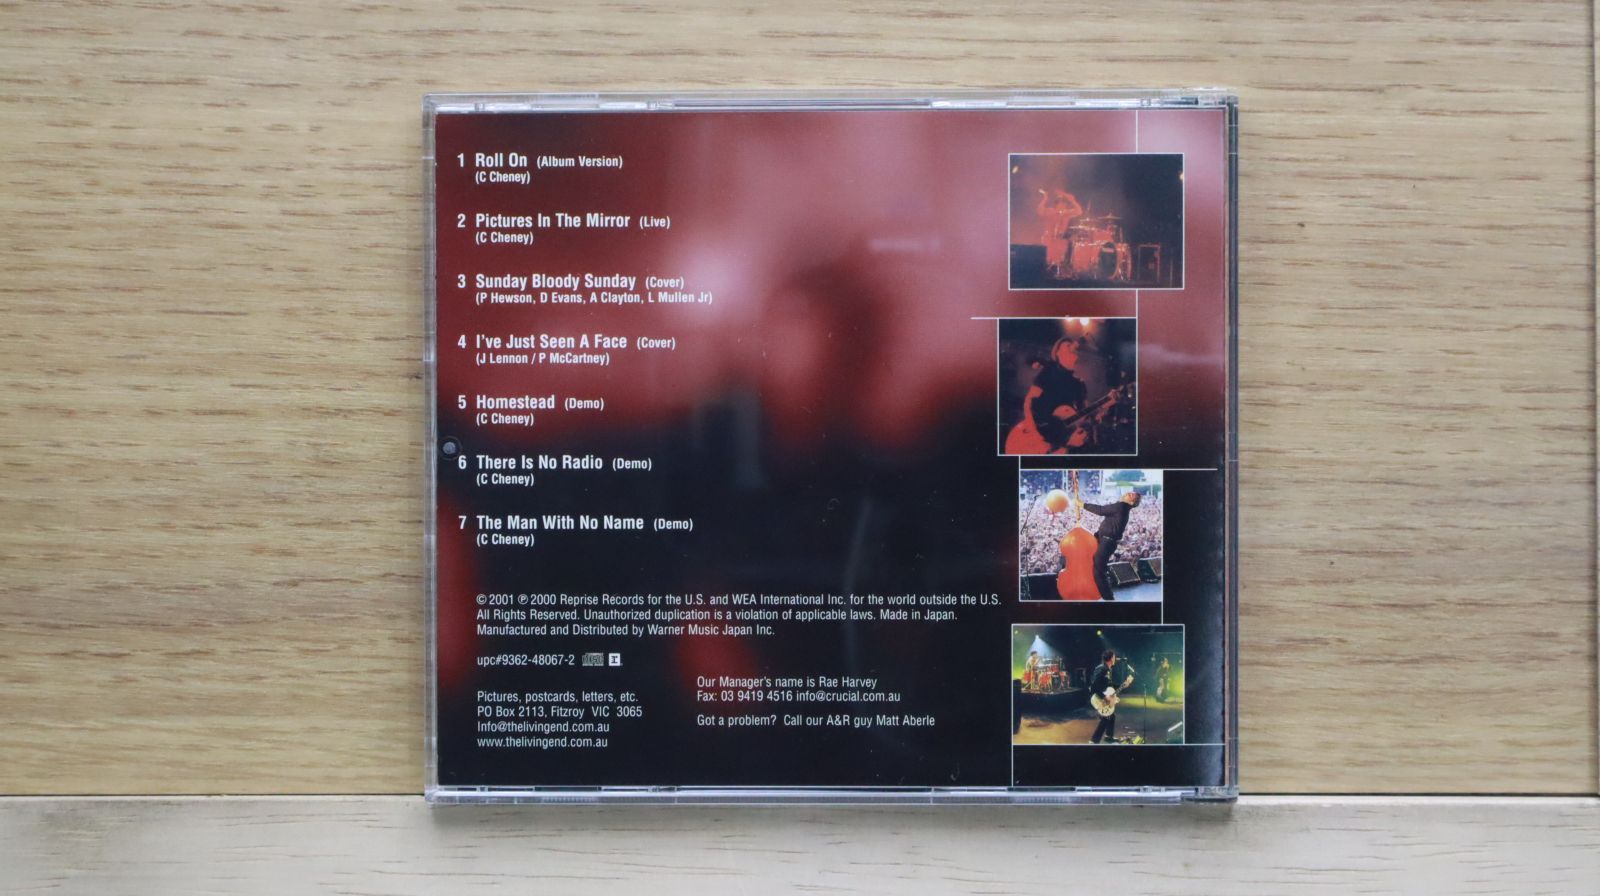 1 Roll On (Album Version)
(C Cheney)
2 Pictures In The Mirror (Live)
(C Cheney)
3 Sunday Bloody Sunday (Cover)
(P Hewson, D Evans, A Clayton, L Mullen Jr)
4 I've Just Seen A Face (Cover)
(J Lennon / P McCartney)
5 Homestead (Demo)
(C Cheney)
6 There Is No Radio (Demo)
(C Cheney)
7 The Man With No Name (Demo)
(C Cheney)
© 2001 ℗ 2000 Reprise Records for the U.S. and WEA International Inc. for the world outside the U.S.
All Rights Reserved. Unauthorized duplication is a violation of applicable laws. Made in Japan.
Manufactured and Distributed by Warner Music Japan Inc.
upc#9362-48067-2
Pictures, postcards, letters, etc.
PO Box 2113, Fitzroy VIC 3065
Info@thelivingend.com.au
www.thelivingend.com.au
Our Manager's name is Rae Harvey
Fax: 03 9419 4516 info@crucial.com.au
Got a problem? Call our A&R guy Matt Aberle